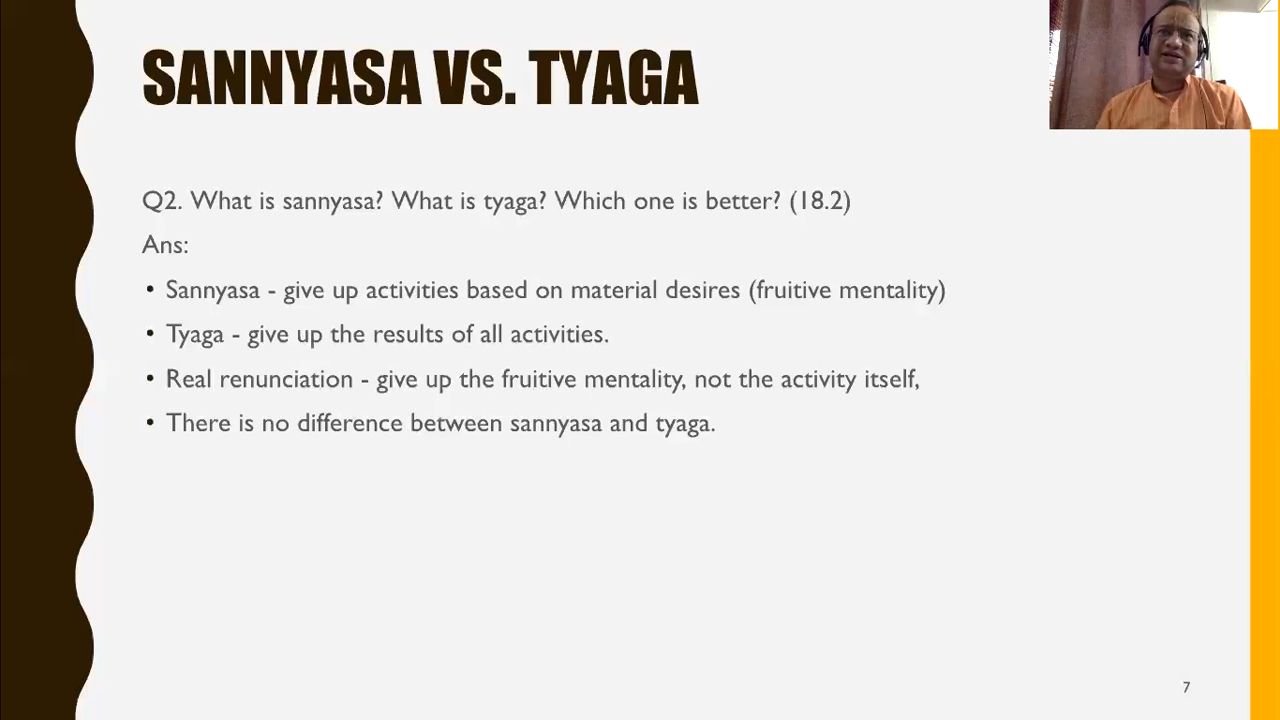 SANNYASA VS. TYAGA
Q2. What is sannyasa? What is tyaga? Which one is better? (18.2)
Ans:
• Sannyasa - give up activities based on material desires (fruitive mentality)
• Tyaga - give up the results of all activities.
• Real renunciation - give up the fruitive mentality, not the activity itself,
• There is no difference between sannyasa and tyaga.
7